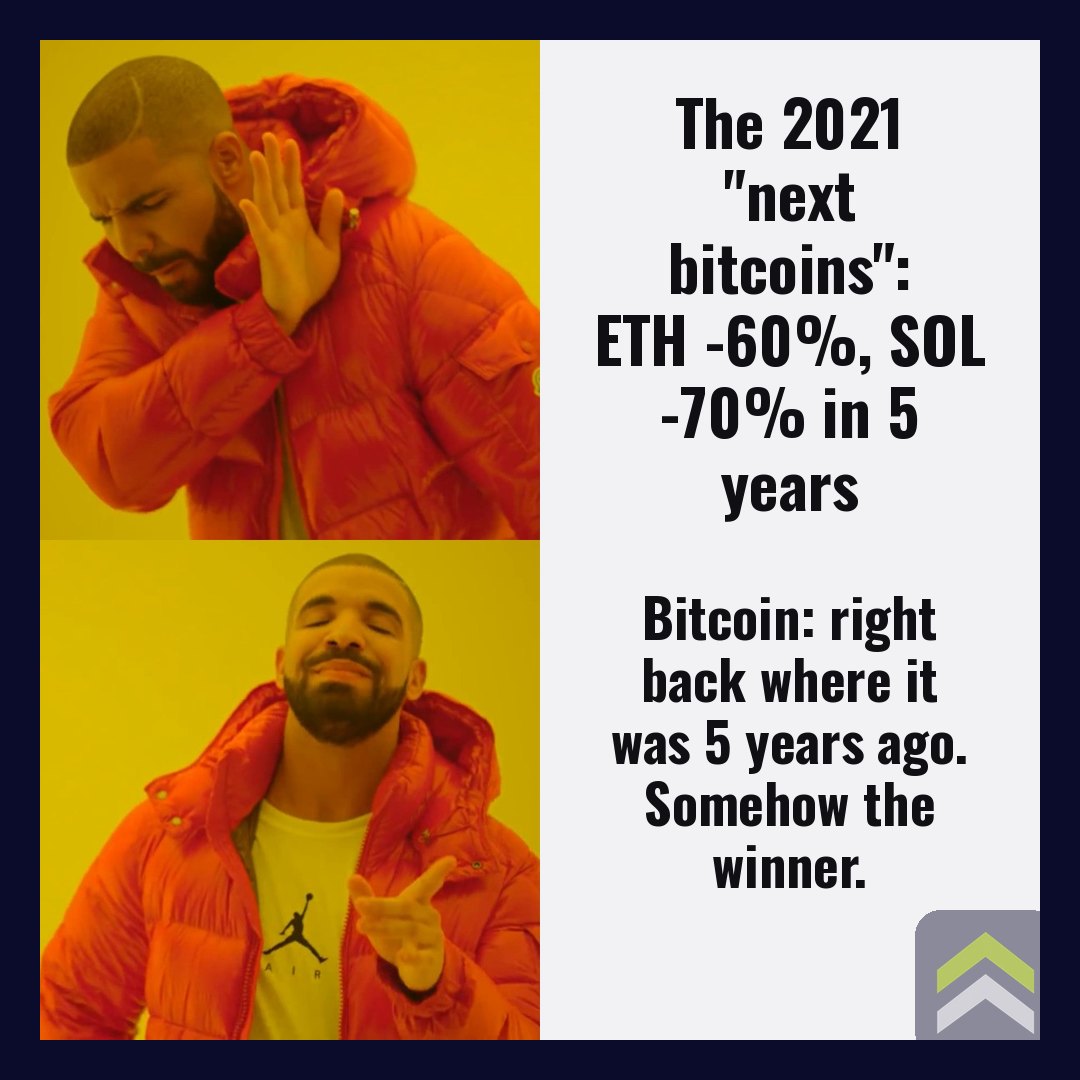 The 2021
"next
bitcoins":
ETH -60%, SOL
-70% in 5
years
Bitcoin: right
back where it
was 5 years ago.
Somehow the
winner.
AIR